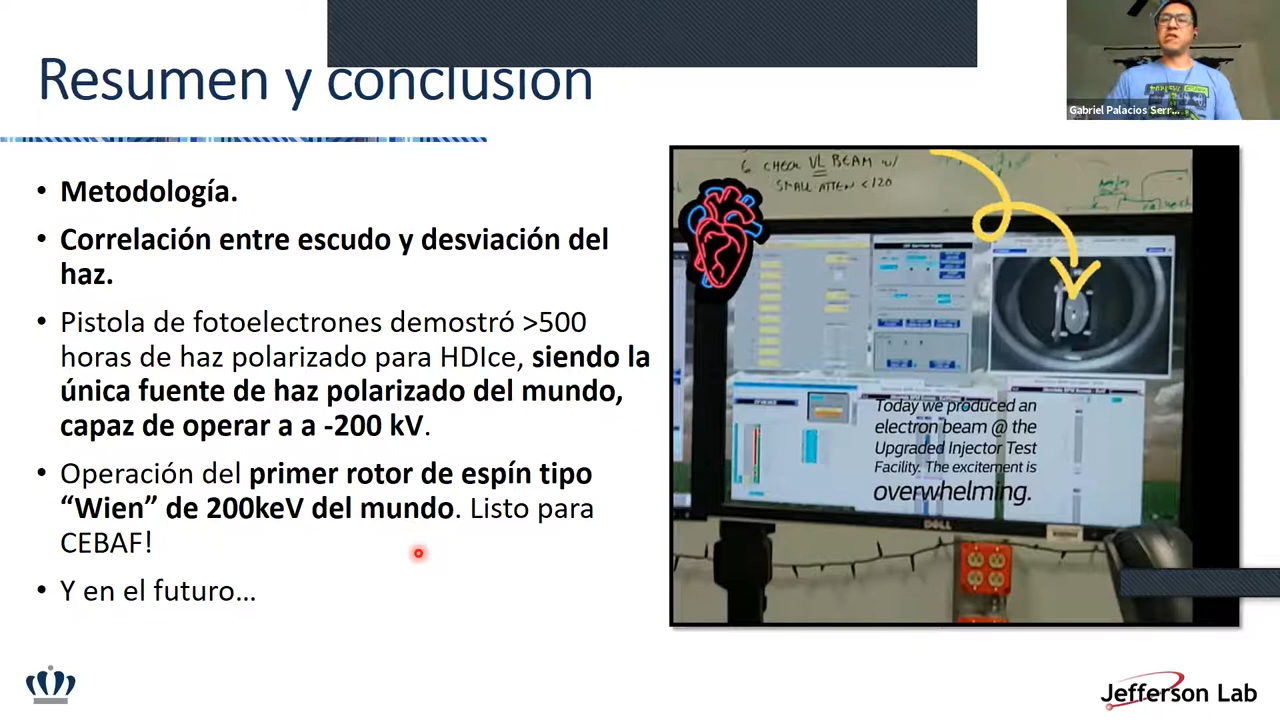 Resumen y conclusión
Gabriel Palacios Serr...
• Metodología.
• Correlación entre escudo y desviación del
haz.
• Pistola de fotoelectrones demostró >500
horas de haz polarizado para HDIce, siendo la
única fuente de haz polarizado del mundo,
capaz de operar a a -200 kV.
• Operación del primer rotor de espín tipo
“Wien” de 200keV del mundo. Listo para
CEBAF!
• Y en el futuro...
6. CHECK VL BEAM w/
SMALL ATTEN <120
Today we produced an
electron beam @ the
Upgraded Injector Test
Facility. The excitement is
overwhelming.
DELL
Jefferson Lab